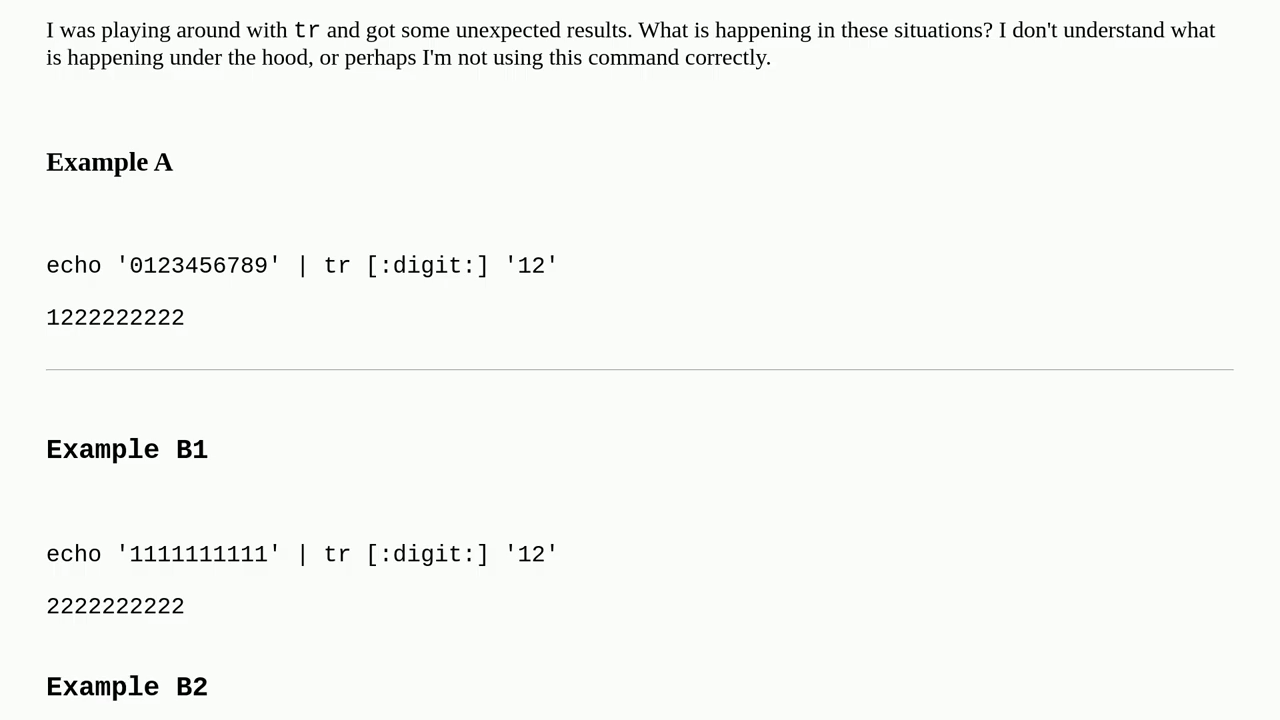 I was playing around with tr and got some unexpected results. What is happening in these situations? I don't understand what
is happening under the hood, or perhaps I'm not using this command correctly.
Example A
echo '0123456789' | tr [:digit:] '12'
1222222222
Example B1
echo '1111111111' | tr [:digit:] '12'
2222222222
Example B2